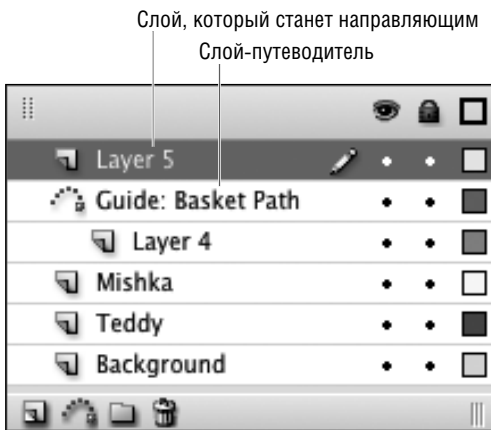 Слой, который станет направляющим
Слой-путеводитель
Layer 5
Guide: Basket Path
Layer 4
Mishka
Teddy
Background